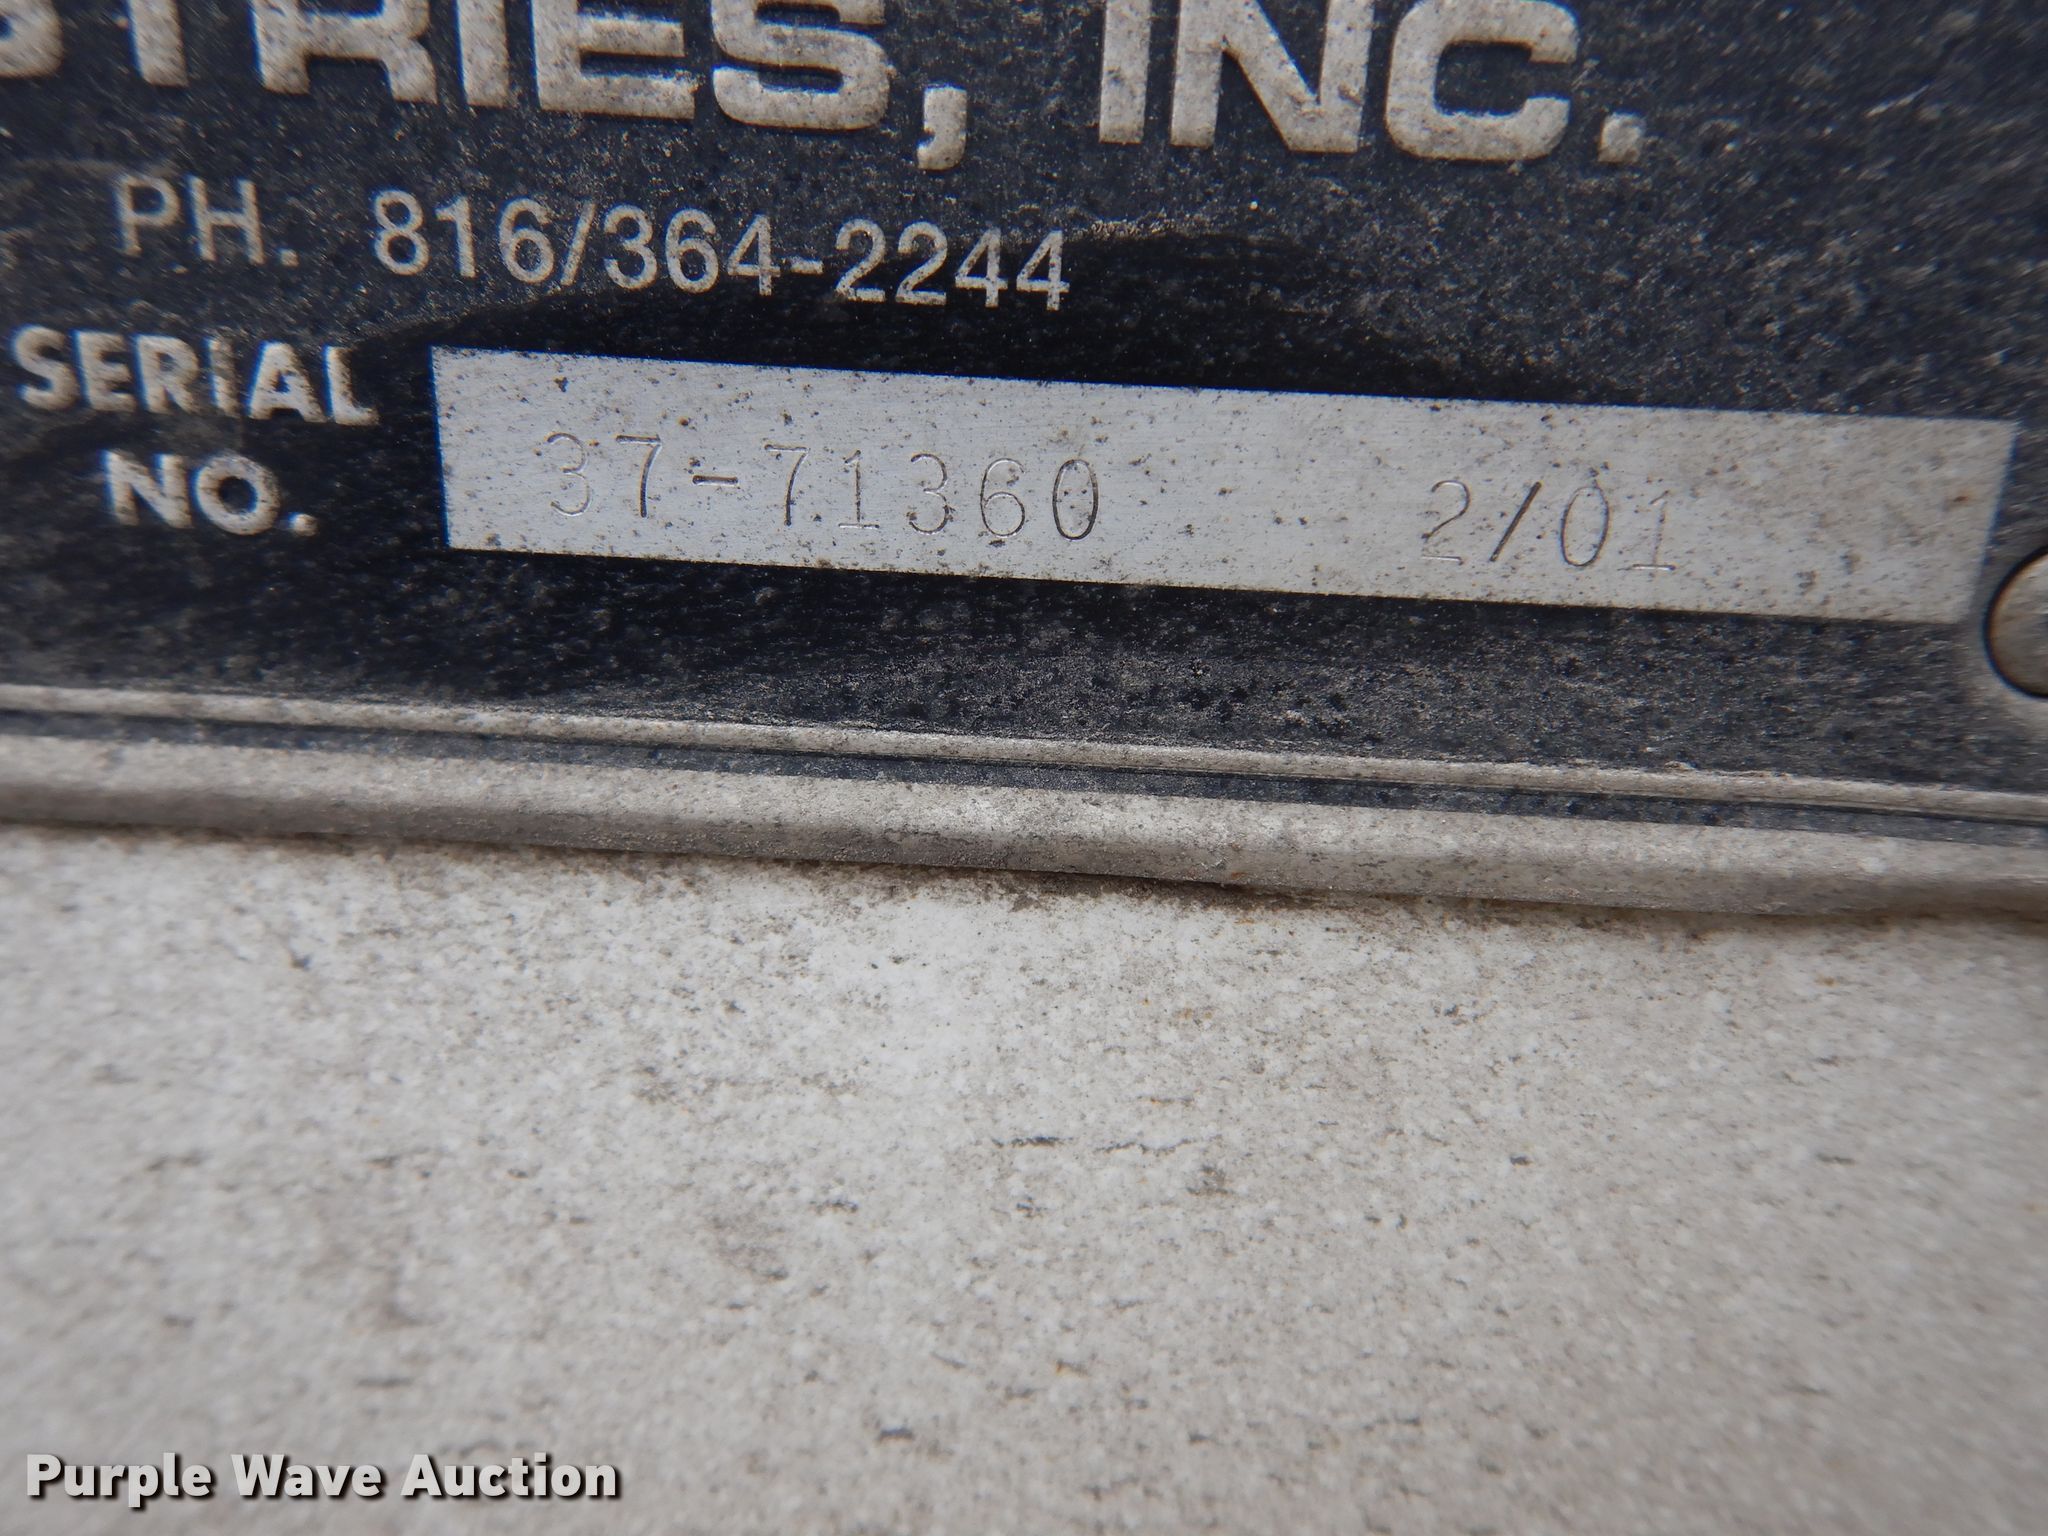 STRIES, INC.
PH. 816/364-2244
SERIAL
NO.
37-71360 2/01
Purple Wave Auction